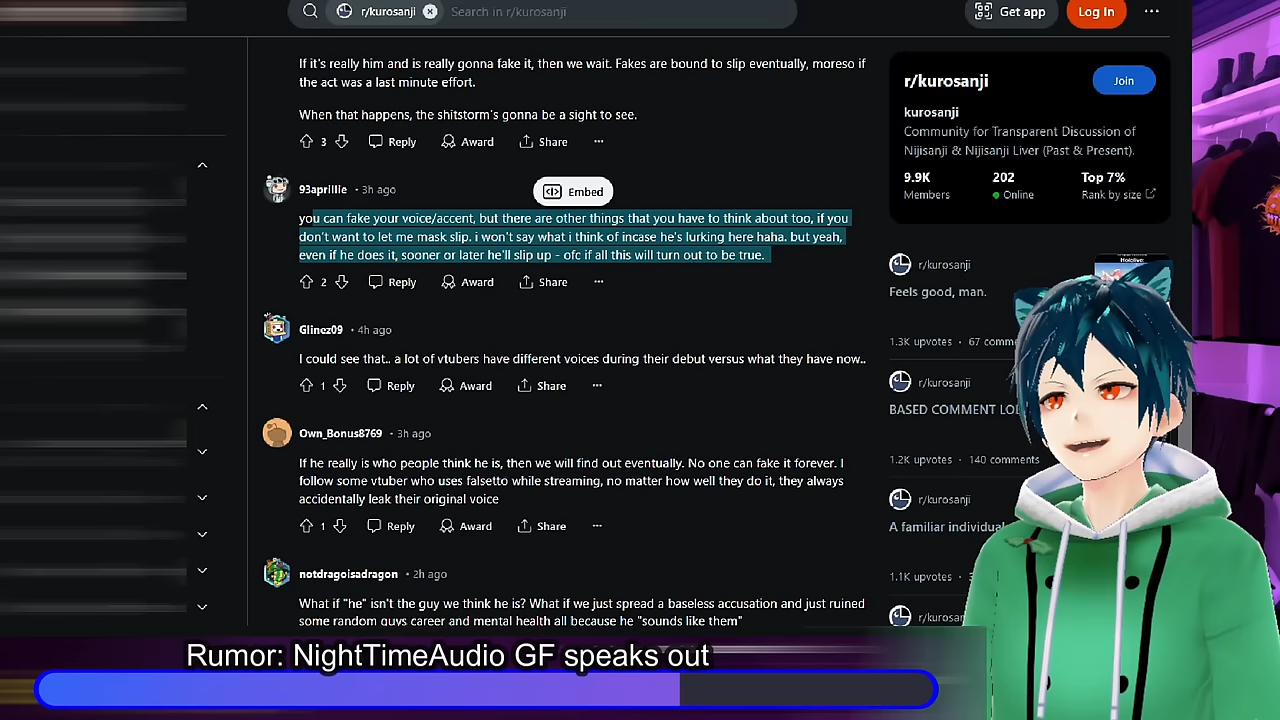 r/kurosanji
Search in r/kurosanji
Get app
Log In
If it's really him and is really gonna fake it, then we wait. Fakes are bound to slip eventually, moreso if
the act was a last minute effort.
When that happens, the shitstorm's gonna be a sight to see.
3 Reply Award Share
93aprillie • 3h ago
Embed
you can fake your voice/accent, but there are other things that you have to think about too, if you
don't want to let me mask slip. i won't say what i think of incase he's lurking here haha. but yeah,
even if he does it, sooner or later he'll slip up - ofc if all this will turn out to be true.
2 Reply Award Share
Glinez09 • 4h ago
I could see that.. a lot of vtubers have different voices during their debut versus what they have now..
1 Reply Award Share
Own_Bonus8769 • 3h ago
If he really is who people think he is, then we will find out eventually. No one can fake it forever. I
follow some vtuber who uses falsetto while streaming, no matter how well they do it, they always
accidentally leak their original voice
1 Reply Award Share
notdragoisadragon • 2h ago
What if "he" isn't the guy we think he is? What if we just spread a baseless accusation and just ruined
some random guys career and mental health all because he "sounds like them"
r/kurosanji
Join
kurosanji
Community for Transparent Discussion of
Nijisanji & Nijisanji Liver (Past & Present).
9.9K 202 Top 7%
Members Online Rank by size
r/kurosanji
Feels good, man.
1.3K upvotes • 67 comme
r/kurosanji
BASED COMMENT LOL
1.2K upvotes • 140 comments
r/kurosanji
A familiar individual
1.1K upvotes •
r/kurosanji
Rumor: NightTimeAudio GF speaks out